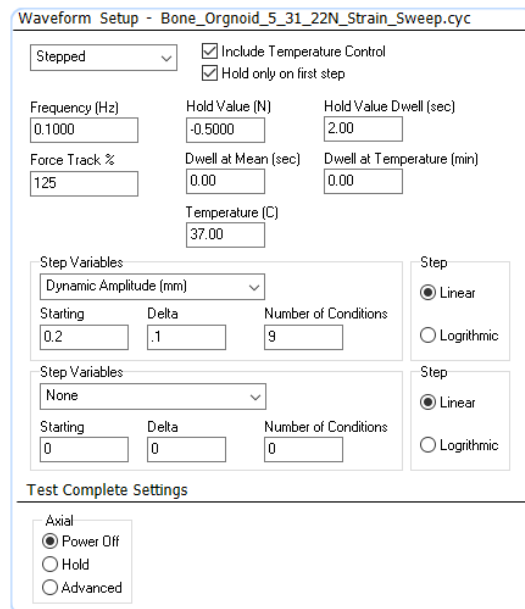 Waveform Setup - Bone_Orgnoid_5_31_22N_Strain_Sweep.cyc
Stepped
Include Temperature Control
Hold only on first step
Frequency (Hz) Hold Value (N) Hold Value Dwell (sec)
0.1000 -0.5000 2.00
Force Track % Dwell at Mean (sec) Dwell at Temperature (min)
125 0.00 0.00
Temperature (C)
37.00
Step Variables Step
Dynamic Amplitude (mm) Linear
Starting Delta Number of Conditions
0.2 .1 9 Logrithmic
Step Variables Step
None Linear
Starting Delta Number of Conditions
0 0 0 Logrithmic
Test Complete Settings
Axial
Power Off
Hold
Advanced